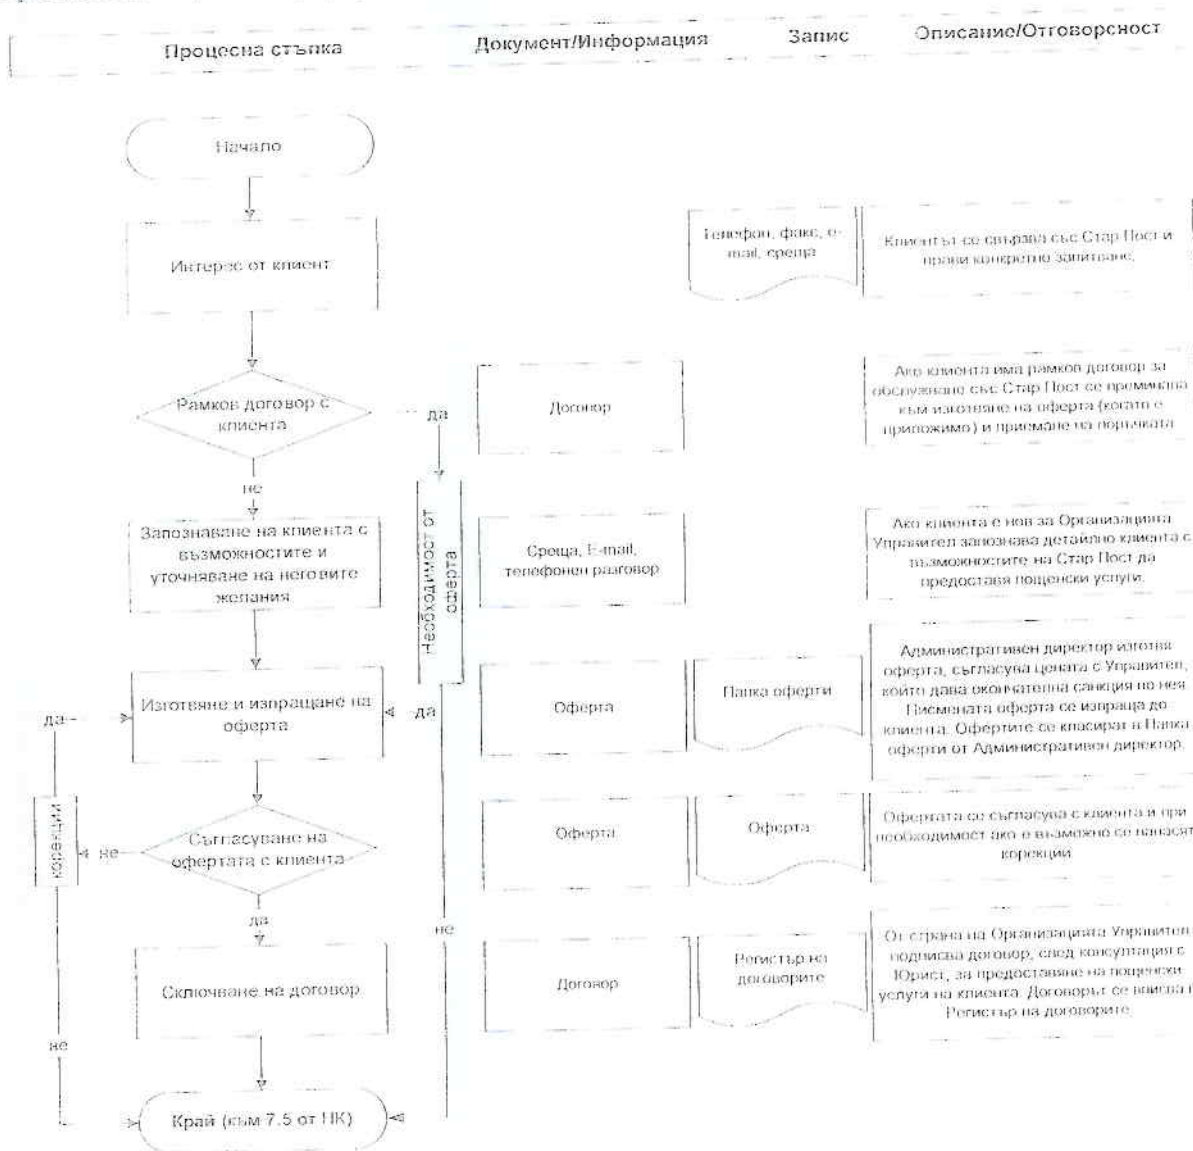 Процесна стъпка
Документ/Информация
Запис
Описание/Отговорсност
Начало
Интерес от клиент
Телефон, факс, e-
mail, среща
Клиентът се свързва със Стар Пост и
прави конкретно запитване.
Рамков договор с
клиента
да
Договор
Ако клиента има рамков договор за
обслужване със Стар Пост се преминава
към изготвяне на оферта (когато е
приложимо) и приемане на поръчката
не
Необходимост от
оферта
Запознаване на клиента с
възможностите и
уточняване на неговите
желания
Среща, E-mail,
телефонен разговор
Ако клиента е нов за Организацията
Управител запознава детайлно клиента с
възможностите на Стар Пост да
предоставя пощенски услуги.
да
Изготвяне и изпращане на
оферта
да
Оферта
Папка оферти
Административен директор изготвя
оферта, съгласува цената с Управител,
който дава окончателна санкция по нея
Писмената оферта се изпраща до
клиента. Офертите се класират в Папка
оферти от Административен директор.
корекции
не
Съгласуване на
офертата с клиента
Оферта
Оферта
Офертата се съгласува с клиента и при
необходимост ако е възможно се нанасят
корекции
да
не
Сключване на договор
Договор
Регистър на
договорите
От страна на Организацията Управител
подписва договор, след консултация с
Юрист, за предоставяне на пощенски
услуги на клиента. Договорът се вписва в
Регистър на договорите
не
Край (към 7.5 от НК)